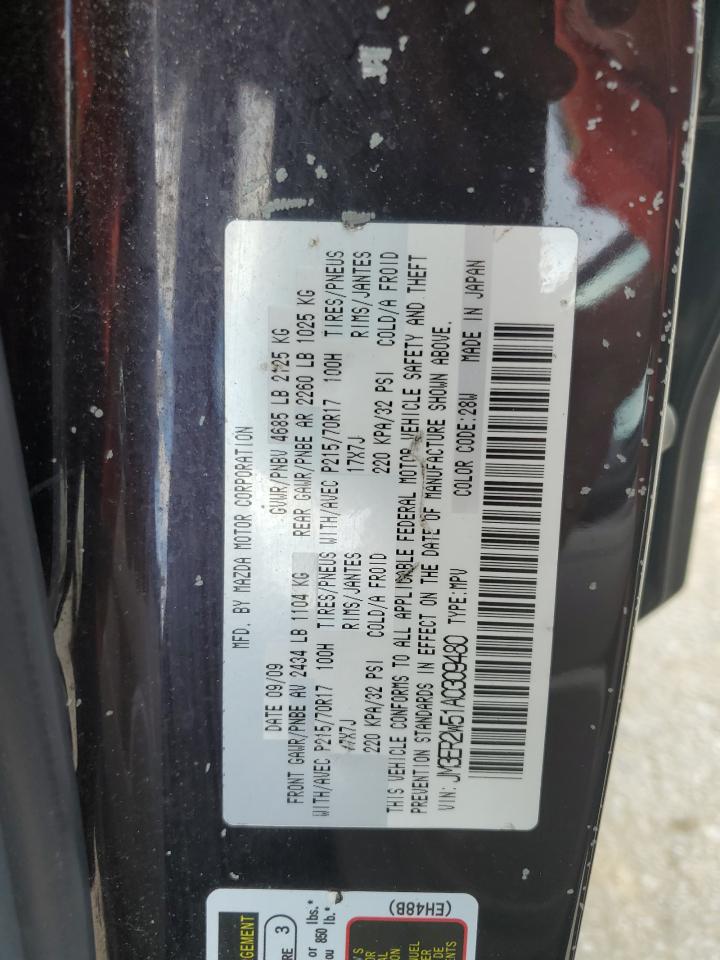 MFD. BY MAZDA MOTOR CORPORATION
DATE 09/09 GVWR/PNBV 4685 LB 2125 KG
FRONT GAWR/PNBE AV 2434 LB 1104 KG REAR GAWR/PNBE AR 2260 LB 1025 KG
WITH/AVEC P215/70R17 100H TIRES/PNEUS WITH/AVEC P215/70R17 100H TIRES/PNEUS
17X7J RIMS/JANTES 17X7J RIMS/JANTES
220 KPA/32 PSI COLD/A FROID 220 KPA/32 PSI COLD/A FROID
THIS VEHICLE CONFORMS TO ALL APPLICABLE FEDERAL MOTOR VEHICLE SAFETY AND THEFT
PREVENTION STANDARDS IN EFFECT ON THE DATE OF MANUFACTURE SHOWN ABOVE.
VIN: JM3ER2W51A0309480 TYPE:MPV COLOR CODE:28W MADE IN JAPAN
3
lbs.*
or 850 lb.*
(EH48B)